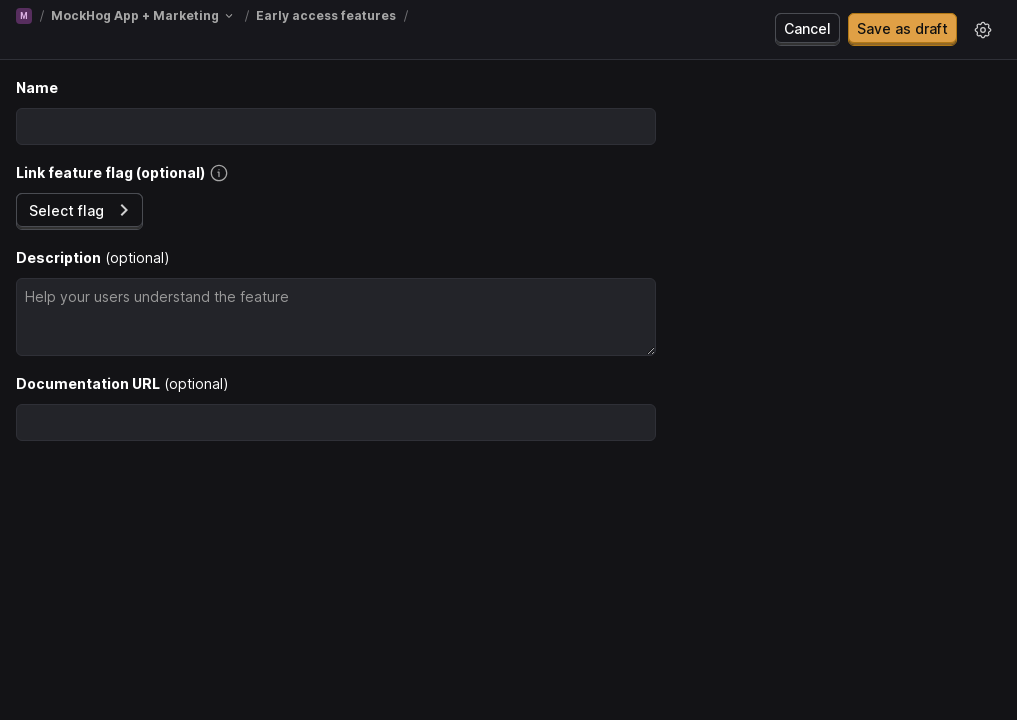 M / MockHog App + Marketing / Early access features /
Cancel
Save as draft
Name
Link feature flag (optional)
Select flag
Description (optional)
Help your users understand the feature
Documentation URL (optional)